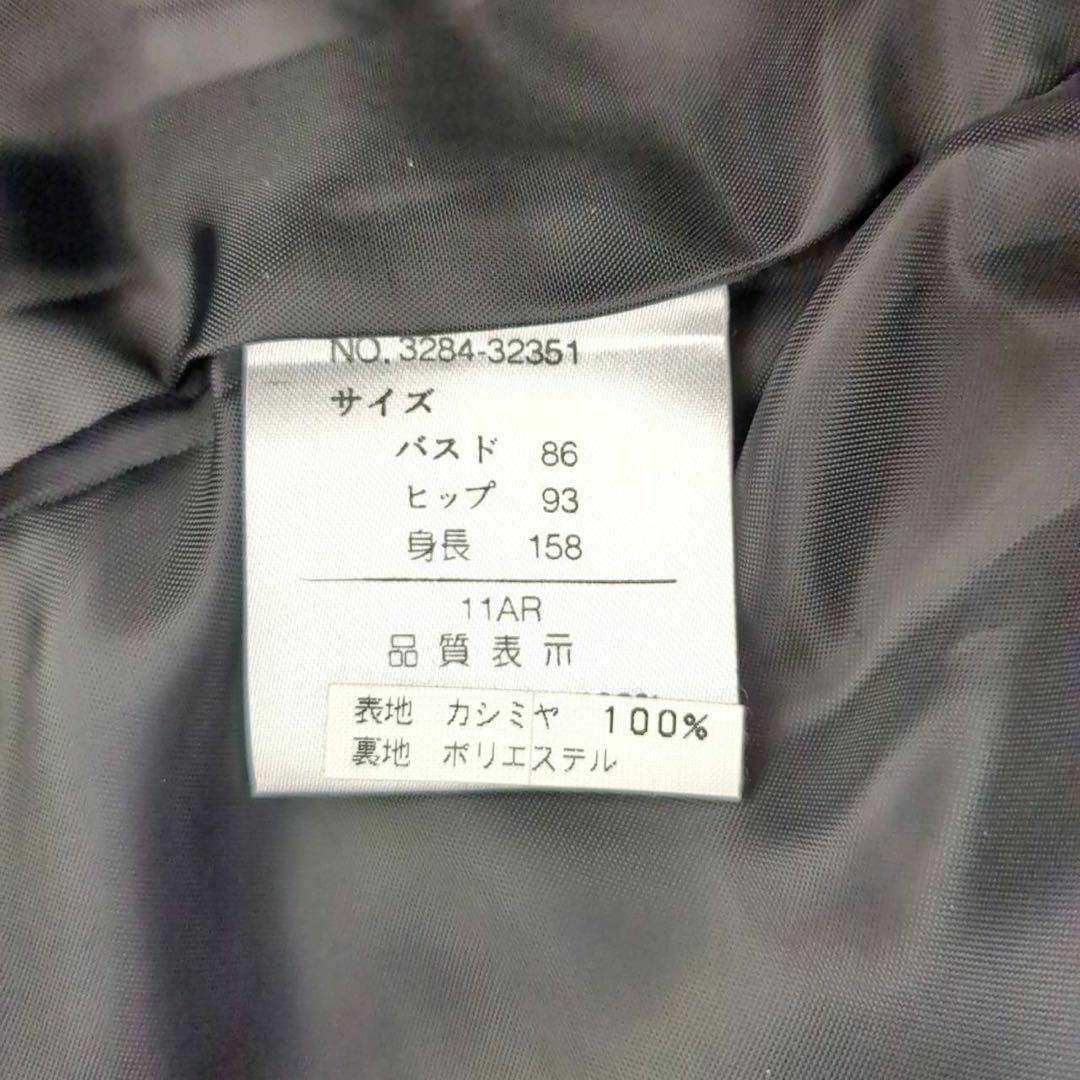 NO. 3284-32351
サイズ
バスド 86
ヒップ 93
身長 158
11AR
品質表示
表地 カシミヤ 100%
裏地 ポリエステル